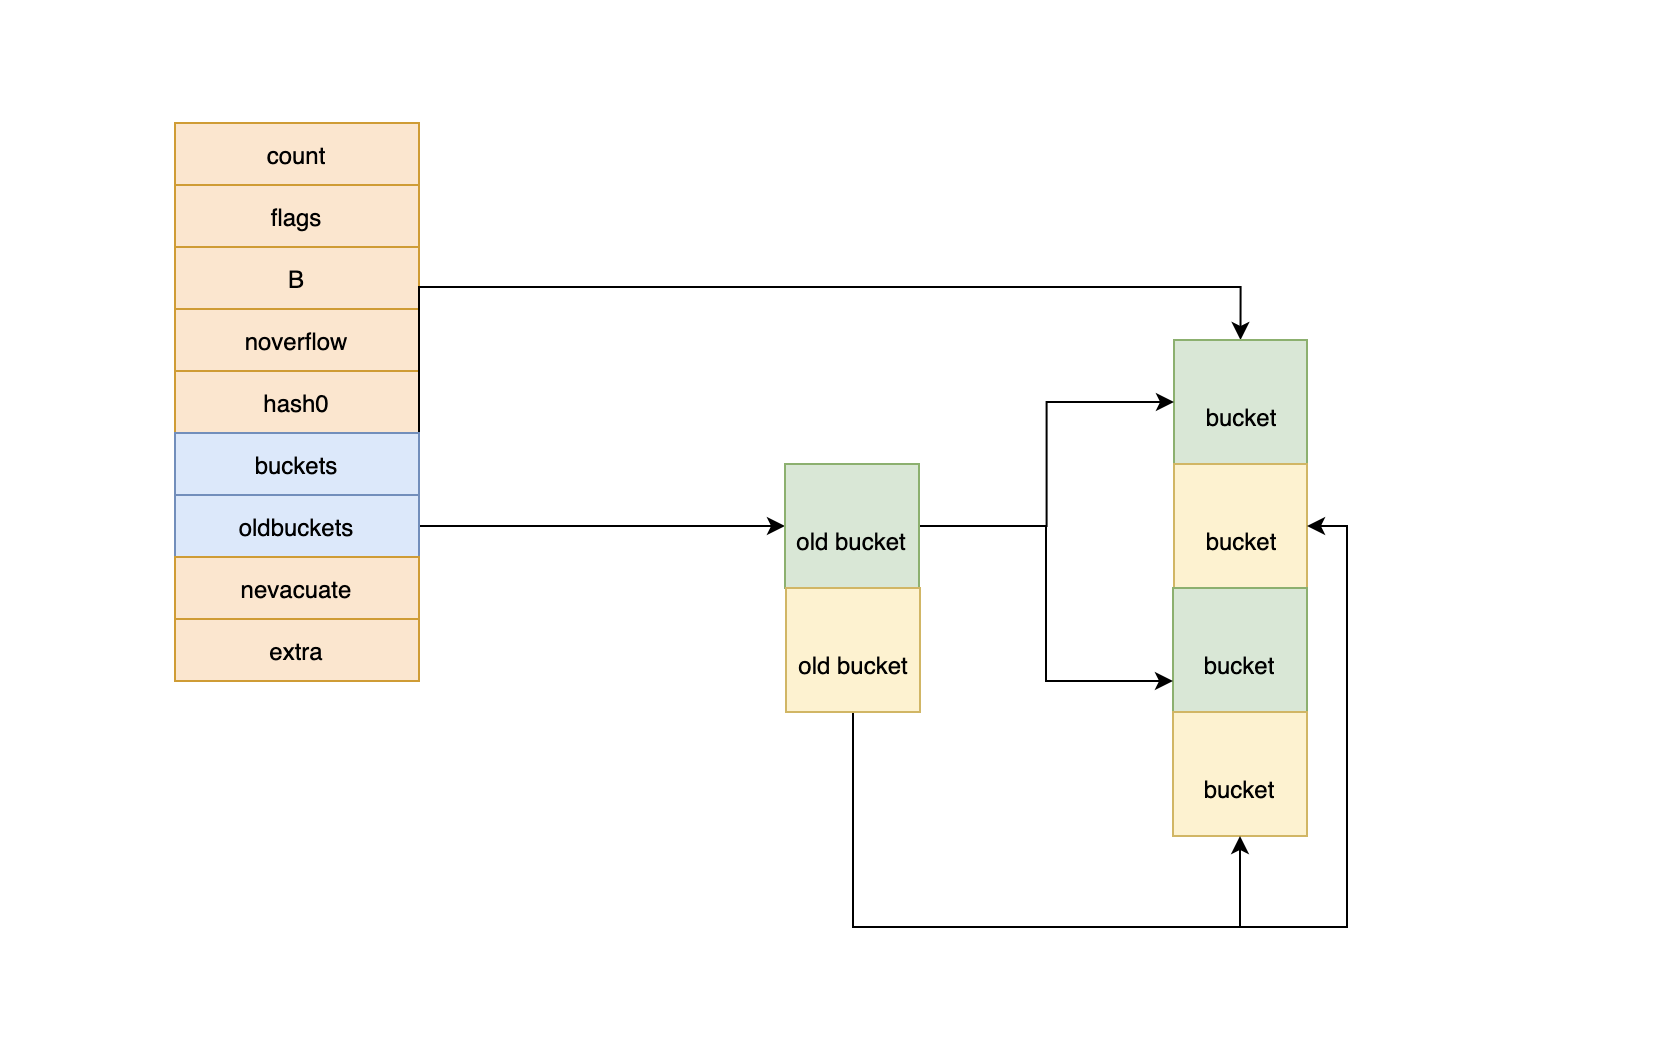 count
flags
B
noverflow
hash0
buckets
oldbuckets
nevacuate
extra
old bucket
old bucket
bucket
bucket
bucket
bucket